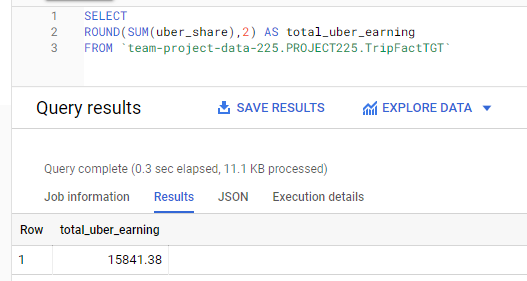 1 SELECT
2 ROUND(SUM(uber_share),2) AS total_uber_earning
3 FROM `team-project-data-225.PROJECT225.TripFactTGT`
Query results SAVE RESULTS EXPLORE DATA
Query complete (0.3 sec elapsed, 11.1 KB processed)
Job information Results JSON Execution details
Row total_uber_earning
1 15841.38